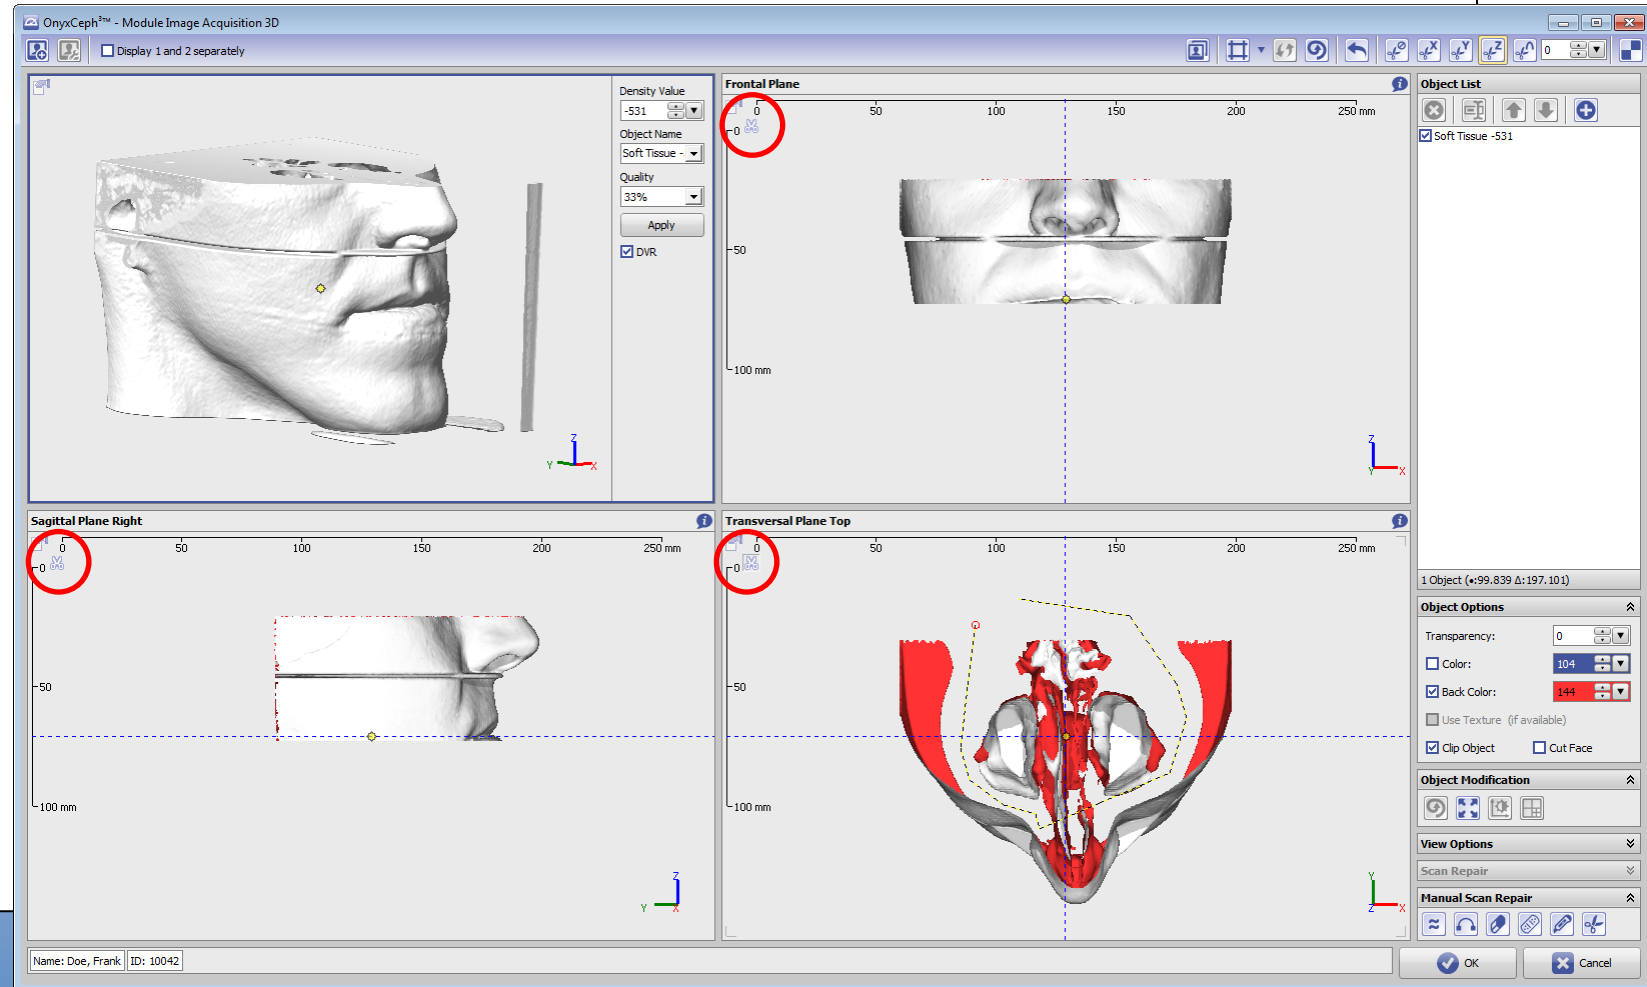 OnyxCeph³™ - Module Image Acquisition 3D
Display 1 and 2 separately
X
Y
Z
0
Density Value
-531
Object Name
Soft Tissue -
Quality
33%
Apply
DVR
Z
Y
X
Frontal Plane
0 50 100 150 200 250 mm
0
50
100 mm
Z
Y X
Object List
Soft Tissue -531
1 Object (•:99.839 Δ:197.101)
Object Options
Transparency: 0
Color: 104
Back Color: 144
Use Texture (if available)
Clip Object Cut Face
Object Modification
View Options
Scan Repair
Manual Scan Repair
Sagittal Plane Right
0 50 100 150 200 250 mm
0
50
100 mm
Z
Y X
Transversal Plane Top
0 50 100 150 200 250 mm
0
50
100 mm
Y
Z X
Name: Doe, Frank ID: 10042
OK Cancel